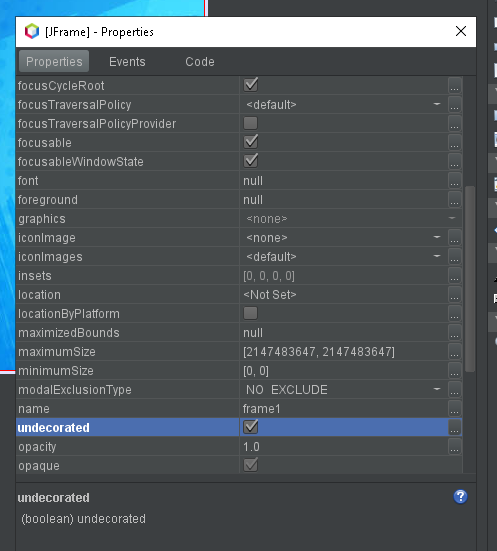 [JFrame] - Properties
Properties Events Code
focusCycleRoot ...
focusTraversalPolicy <default> ...
focusTraversalPolicyProvider ...
focusable ...
focusableWindowState ...
font null ...
foreground null ...
graphics <none>
iconImage <none> ...
iconImages <default> ...
insets [0, 0, 0, 0] ...
location <Not Set> ...
locationByPlatform ...
maximizedBounds null ...
maximumSize [2147483647, 2147483647] ...
minimumSize [0, 0] ...
modalExclusionType NO_EXCLUDE ...
name frame1 ...
undecorated ...
opacity 1.0 ...
opaque
undecorated ?
(boolean) undecorated